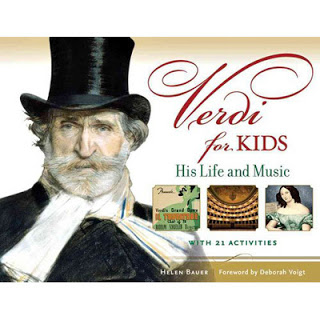 Verdi
for KIDS
His Life and Music
WITH 21 ACTIVITIES
HELEN BAUER
Foreword by Deborah Voigt